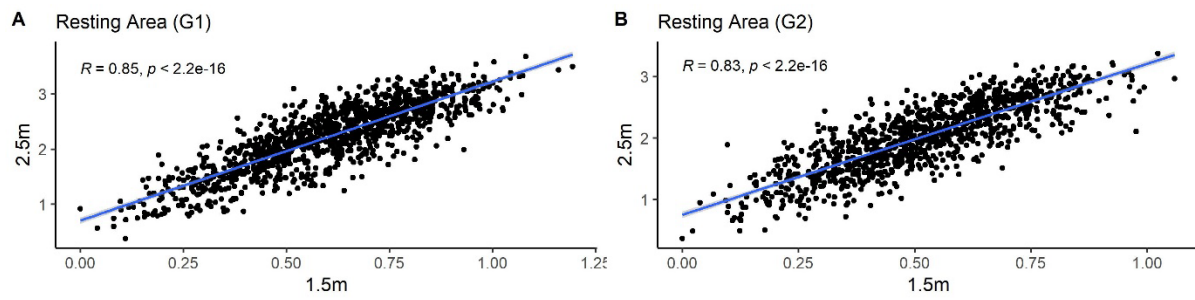 A Resting Area (G1)
R = 0.85, p < 2.2e-16
3
2
1
2.5m
0.00 0.25 0.50 0.75 1.00 1.25
1.5m
B Resting Area (G2)
R = 0.83, p < 2.2e-16
3
2
1
2.5m
0.00 0.25 0.50 0.75 1.00
1.5m